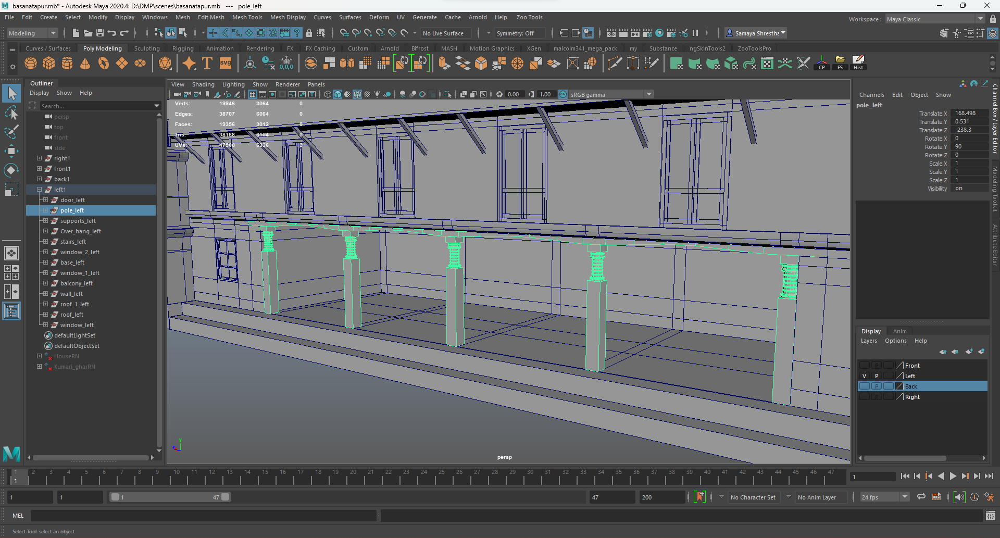 basanatapur.mb* - Autodesk Maya 2020.4: D:\DMP\scenes\basanatapur.mb --- pole_left
File Edit Create Select Modify Display Windows Mesh Edit Mesh Mesh Tools Mesh Display Curves Surfaces Deform UV Generate Cache Arnold Help Zoo Tools
Workspace : Maya Classic
Modeling No Live Surface Symmetry: Off Samaya Shrestha
Curves / Surfaces Poly Modeling Sculpting Rigging Animation Rendering FX FX Caching Custom Arnold Bifrost MASH Motion Graphics XGen malcolm341_mega_pack my Substance ngSkinTools2 ZooToolsPro
T SVG 0,0,0 CP ES Hist
Outliner
Display Show Help
Search...
persp
top
front
side
right1
front1
back1
left1
door_left
pole_left
supports_left
Over_hang_left
stairs_left
window_2_left
base_left
window_1_left
balcony_left
wall_left
roof_1_left
roof_left
window_left
defaultLightSet
defaultObjectSet
HouseRN
Kumari_gharRN
View Shading Lighting Show Renderer Panels
0.00 1.00 ON sRGB gamma
Verts: 19946 3064 0
Edges: 38707 6064 0
Faces: 19356 3012 0
Tris: 38168 6104 0
UVs: 47500 6336 0
y
z
persp
Channels Edit Object Show
pole_left
Translate X 168.498
Translate Y 0.531
Translate Z -238.3
Rotate X 0
Rotate Y 90
Rotate Z 0
Scale X 1
Scale Y 1
Scale Z 1
Visibility on
Channel Box / Layer Editor
Modeling Toolkit
Attribute Editor
Display Anim
Layers Options Help
P Front
V P Left
P Back
P Right
1 2 3 4 5 6 7 8 9 10 11 12 13 14 15 16 17 18 19 20 21 22 23 24 25 26 27 28 29 30 31 32 33 34 35 36 37 38 39 40 41 42 43 44 45 46 47
1 1
1 1 1 47 47 200 No Character Set No Anim Layer 24 fps
MEL
Select Tool: select an object